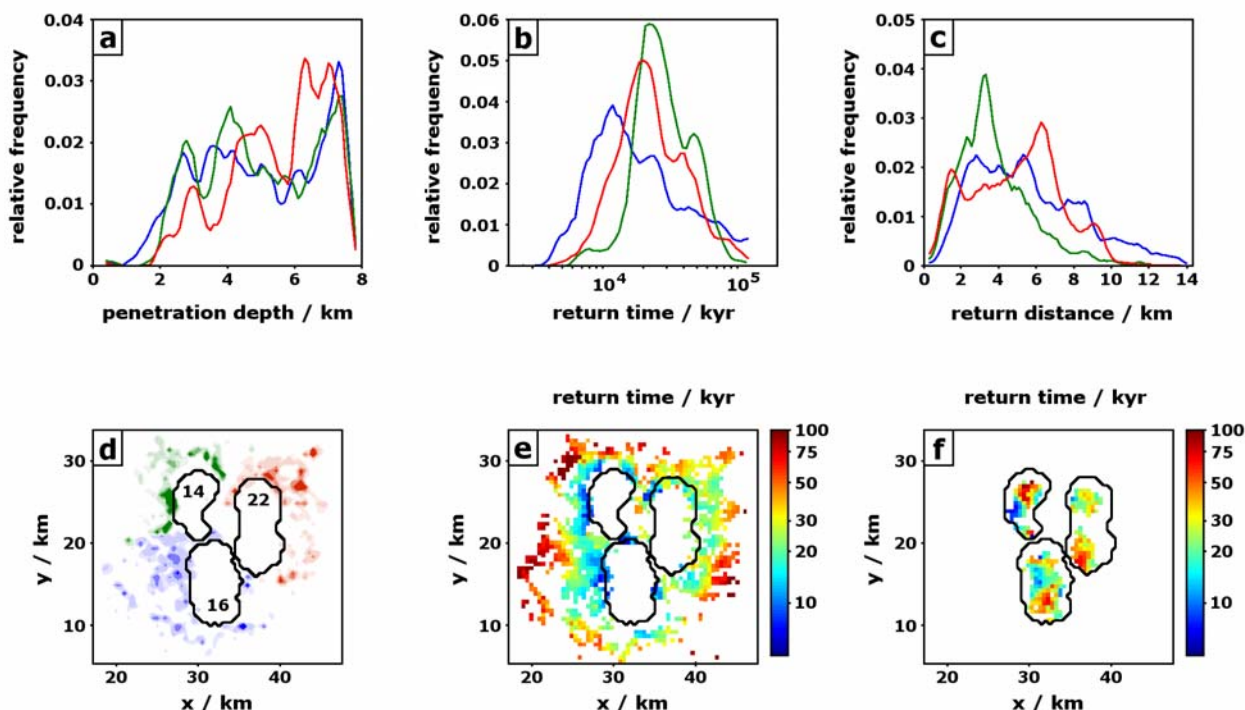 a
0.04
0.03
0.02
0.01
0
0 2 4 6 8
relative frequency
penetration depth / km
b
0.06
0.05
0.04
0.03
0.02
0.01
0
10^4 10^5
relative frequency
return time / kyr
c
0.05
0.04
0.03
0.02
0.01
0
0 2 4 6 8 10 12 14
relative frequency
return distance / km
d
30
20
10
20 30 40
y / km
x / km
14
22
16
return time / kyr
e
30
20
10
20 30 40
y / km
x / km
100
75
50
30
20
10
return time / kyr
f
30
20
10
20 30 40
y / km
x / km
100
75
50
30
20
10